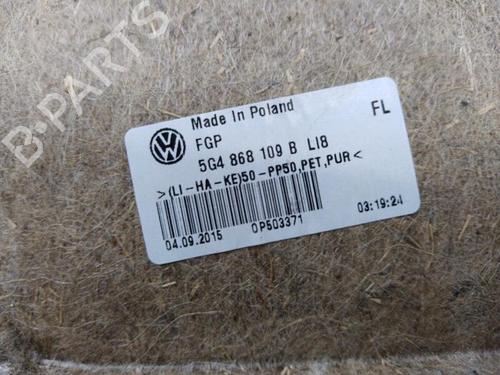 Made In Poland
FL
FGP
5G4 868 109 B LI8
>(LI-HA-KE)50-PP50,PET,PUR<
04.09.2015
0P503371
03:19:24
B-PARTS